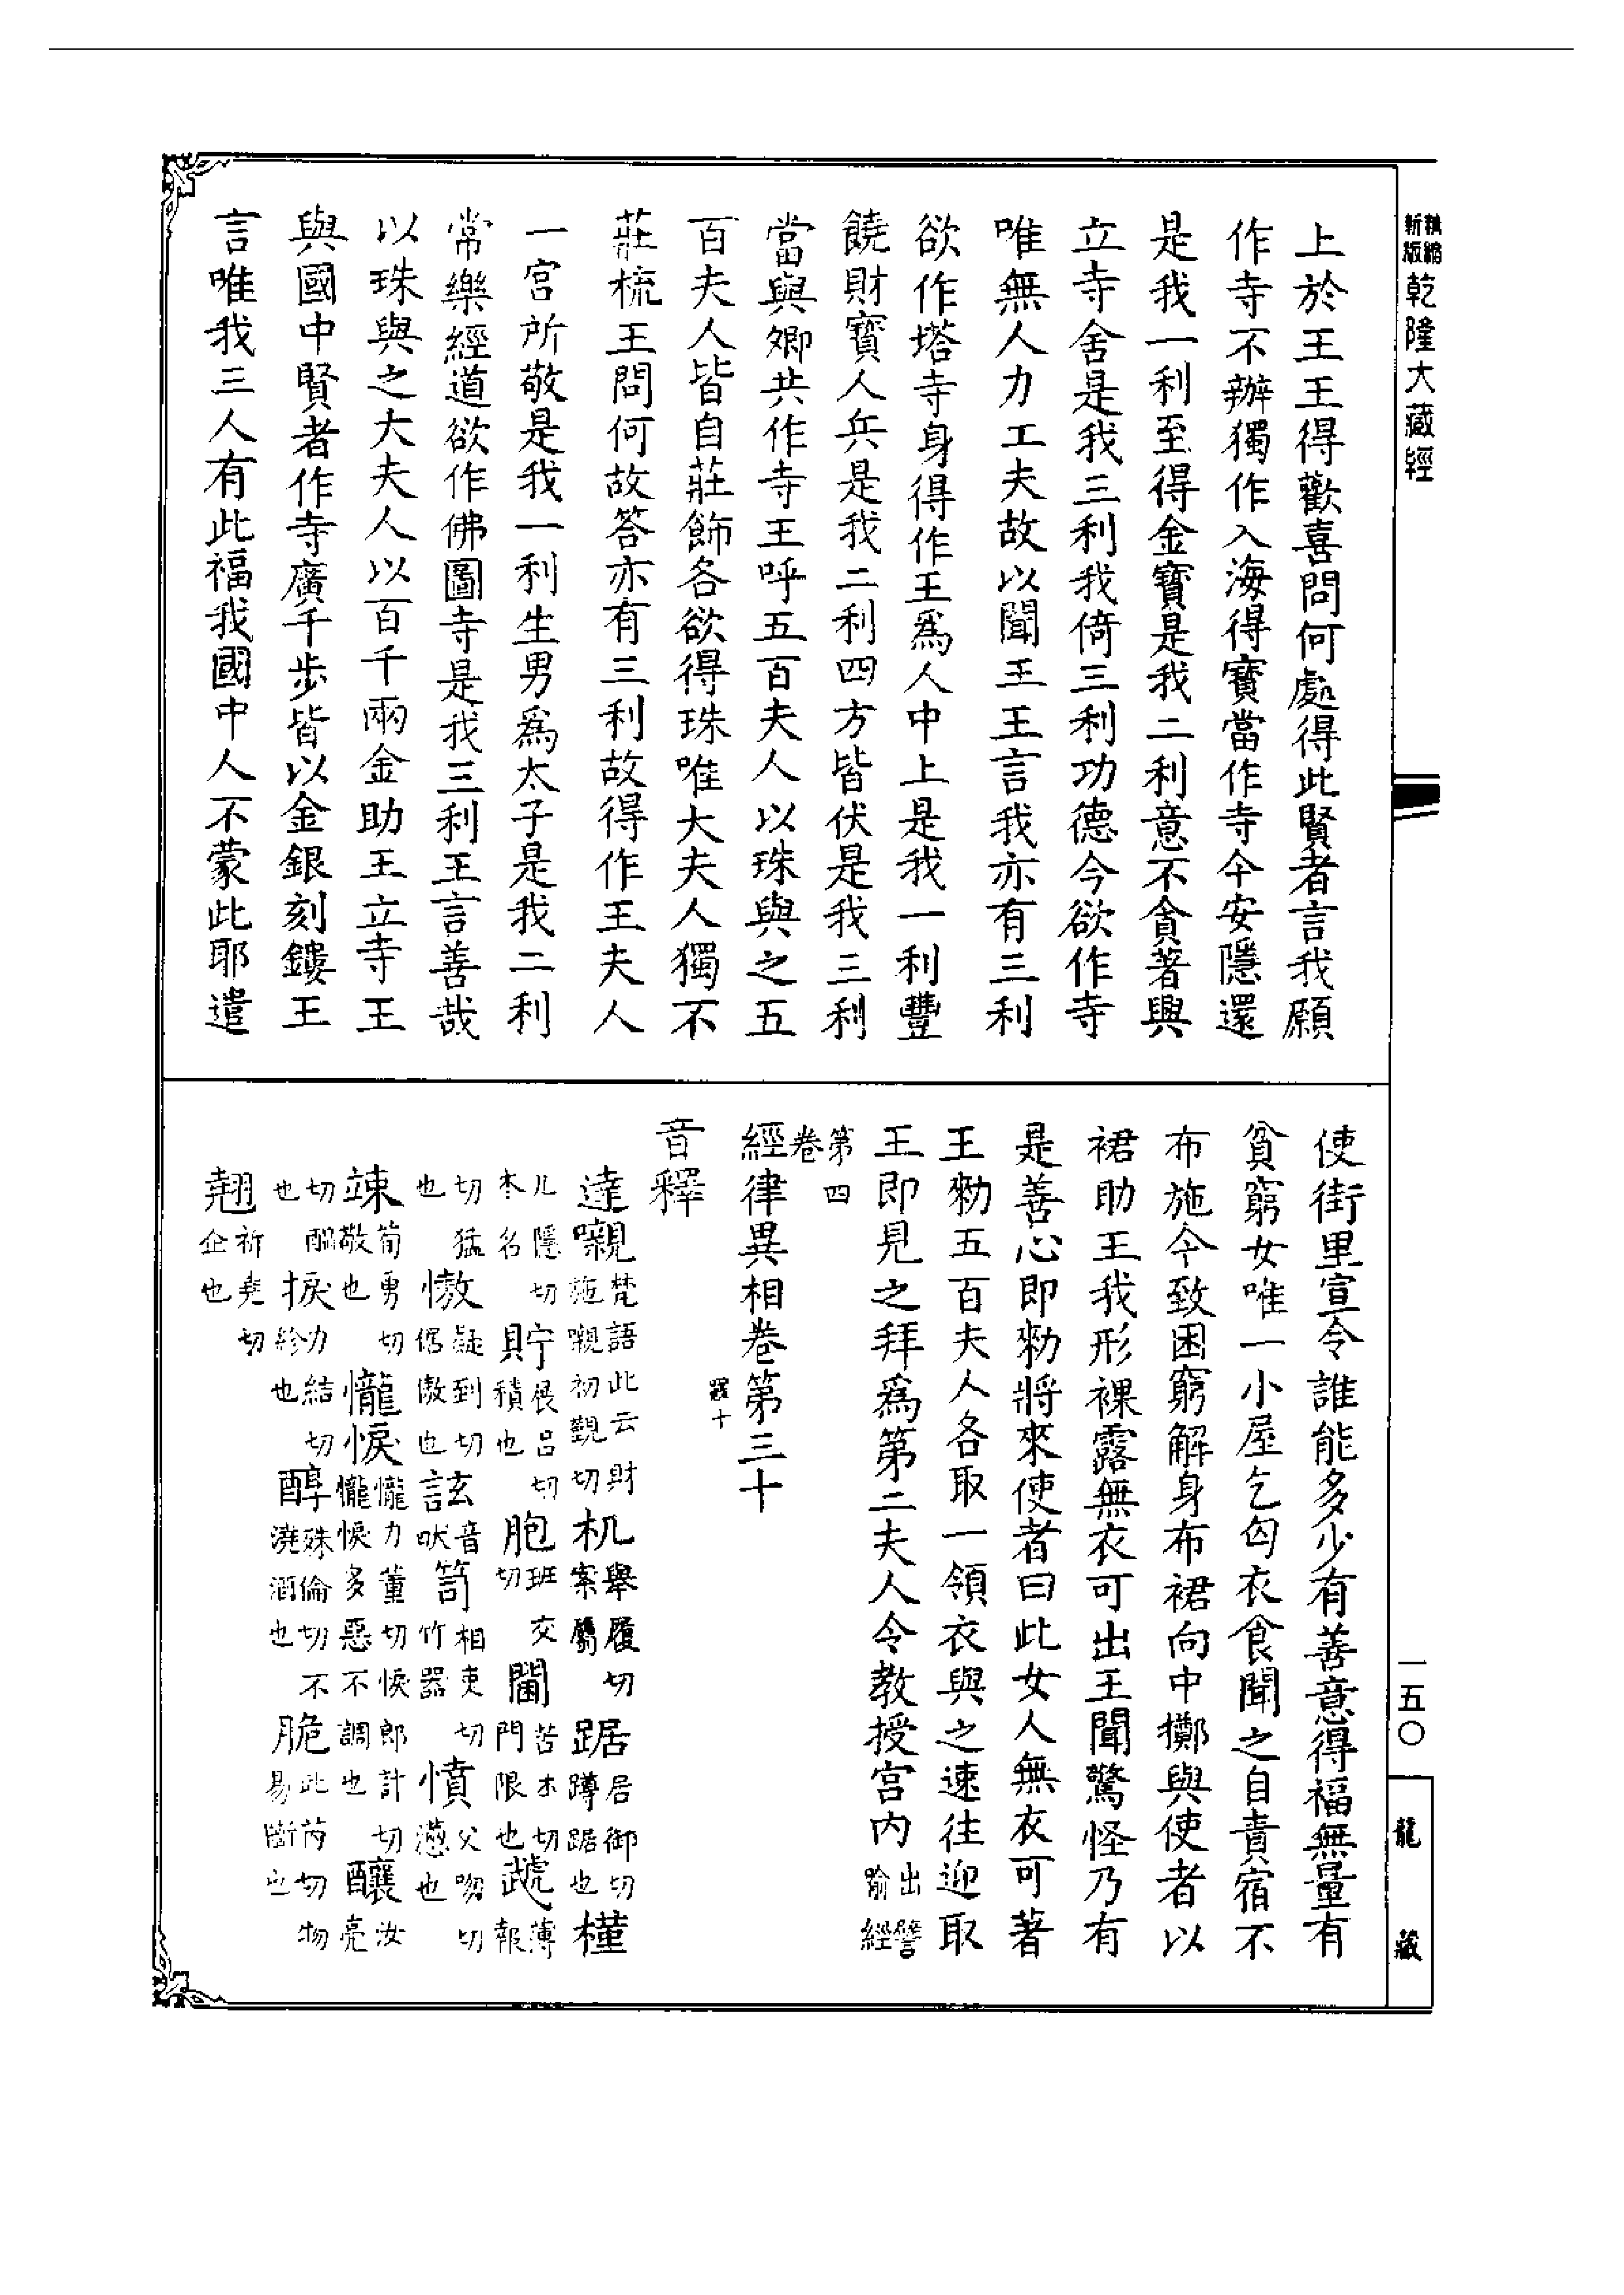 新版精縮乾隆大藏經
上於王王得歡喜問何處得此賢者言我願
作寺不辦獨作入海得寶當作寺今安隱還
是我一利至得金寶是我二利意不貪著興
立寺舍是我三利我倚三利功德今欲作寺
唯無人力工夫故以聞王王言我亦有三利
欲作塔寺身得作王為人中上是我一利豐
饒財寶人兵是我二利四方皆伏是我三利
當與卿共作寺王呼五百夫人以珠與之五
百夫人皆自莊飾各欲得珠唯大夫人獨不
莊梳王問何故答亦有三利故得作王夫人
一宮所敬是我一利生男為太子是我二利
常樂經道欲作佛圖寺是我三利王言善哉
以珠與之大夫人以百千兩金助王立寺王
與國中賢者作寺廣千步皆以金銀刻鏤王
言唯我三人有此福我國中人不蒙此耶遣
使街里宣令誰能多少有善意得福無量有
貧窮女唯一小屋乞匃衣食聞之自責宿不
布施今致困窮解身布裙向中擲與使者以
裙助王我形裸露無衣可出王聞驚怪乃有
是善心即勑將來使者曰此女人無衣可著
王勑五百夫人各取一領衣與之速往迎取
王即見之拜為第二夫人令教授宮內出譬喻經
第四卷
經律異相卷第三十
羅十
音釋
達嚫梵語此云財施嚫初覲切机舉履切案屬踞居御切蹲踞也槿
几隱切木名貯展呂切積也胞班交切閫苦本切門限也虣薄報
切猛也憿疑到切倨傲也誸音吠笥相吏切竹器憤父吻切懣也
竦荀勇切敬也儱悷儱力董切悷郎計切儱悷多惡不調也釀汝亮
切醞也捩力結切紾也醇殊倫切不澆酒也脆此芮切物易斷也
翹祈堯切企也
一五〇
龍藏